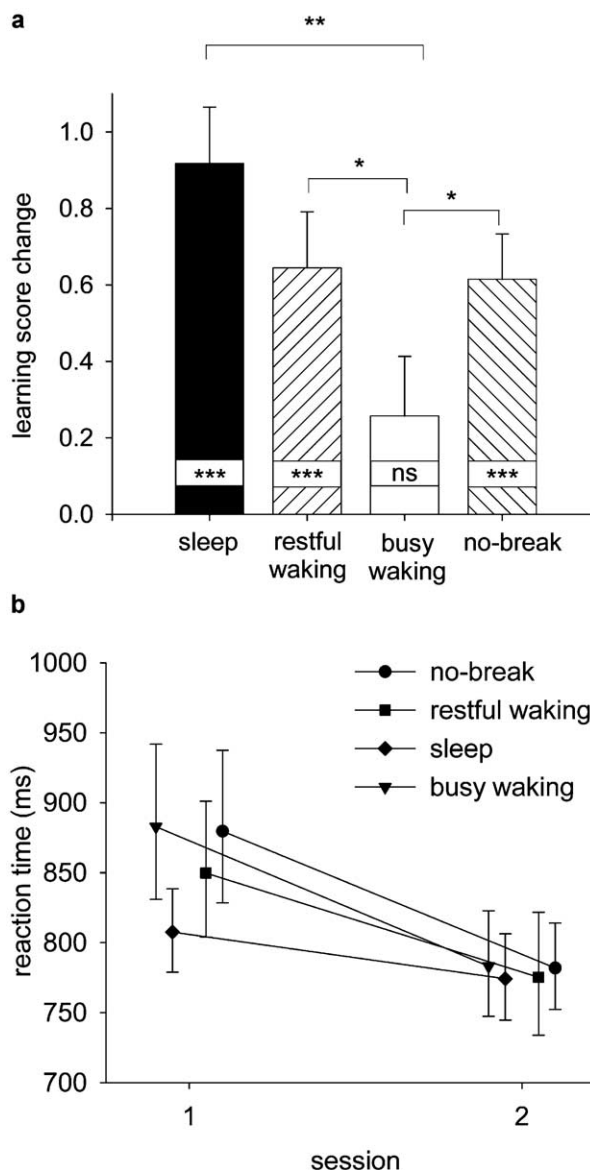 a
**
*
*
1.0
0.8
0.6
0.4
0.2
0.0
learning score change
*** *** ns ***
sleep restful waking busy waking no-break
b
1000
950
900
850
800
750
700
reaction time (ms)
no-break
restful waking
sleep
busy waking
1 2
session